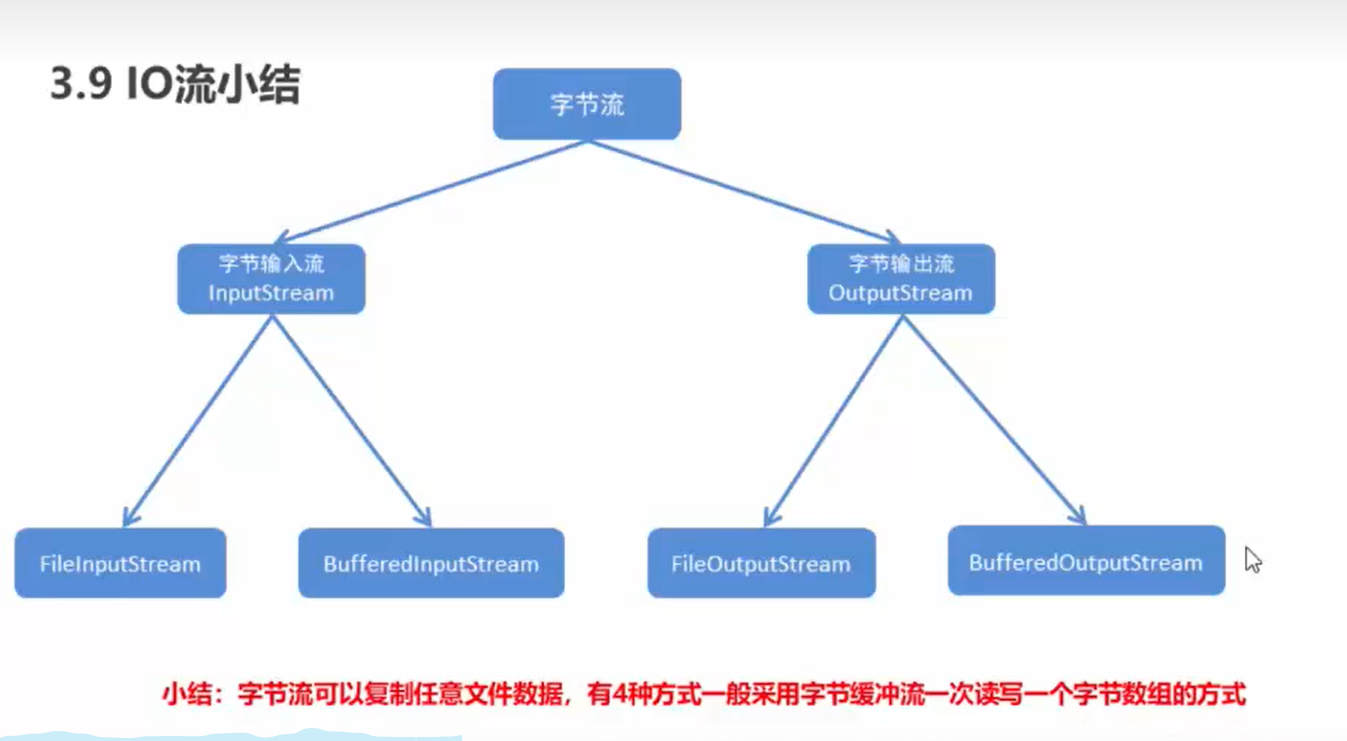 3.9 IO流小结
字节流
字节输入流
InputStream
字节输出流
OutputStream
FileInputStream
BufferedInputStream
FileOutputStream
BufferedOutputStream
小结：字节流可以复制任意文件数据，有4种方式一般采用字节缓冲流一次读写一个字节数组的方式